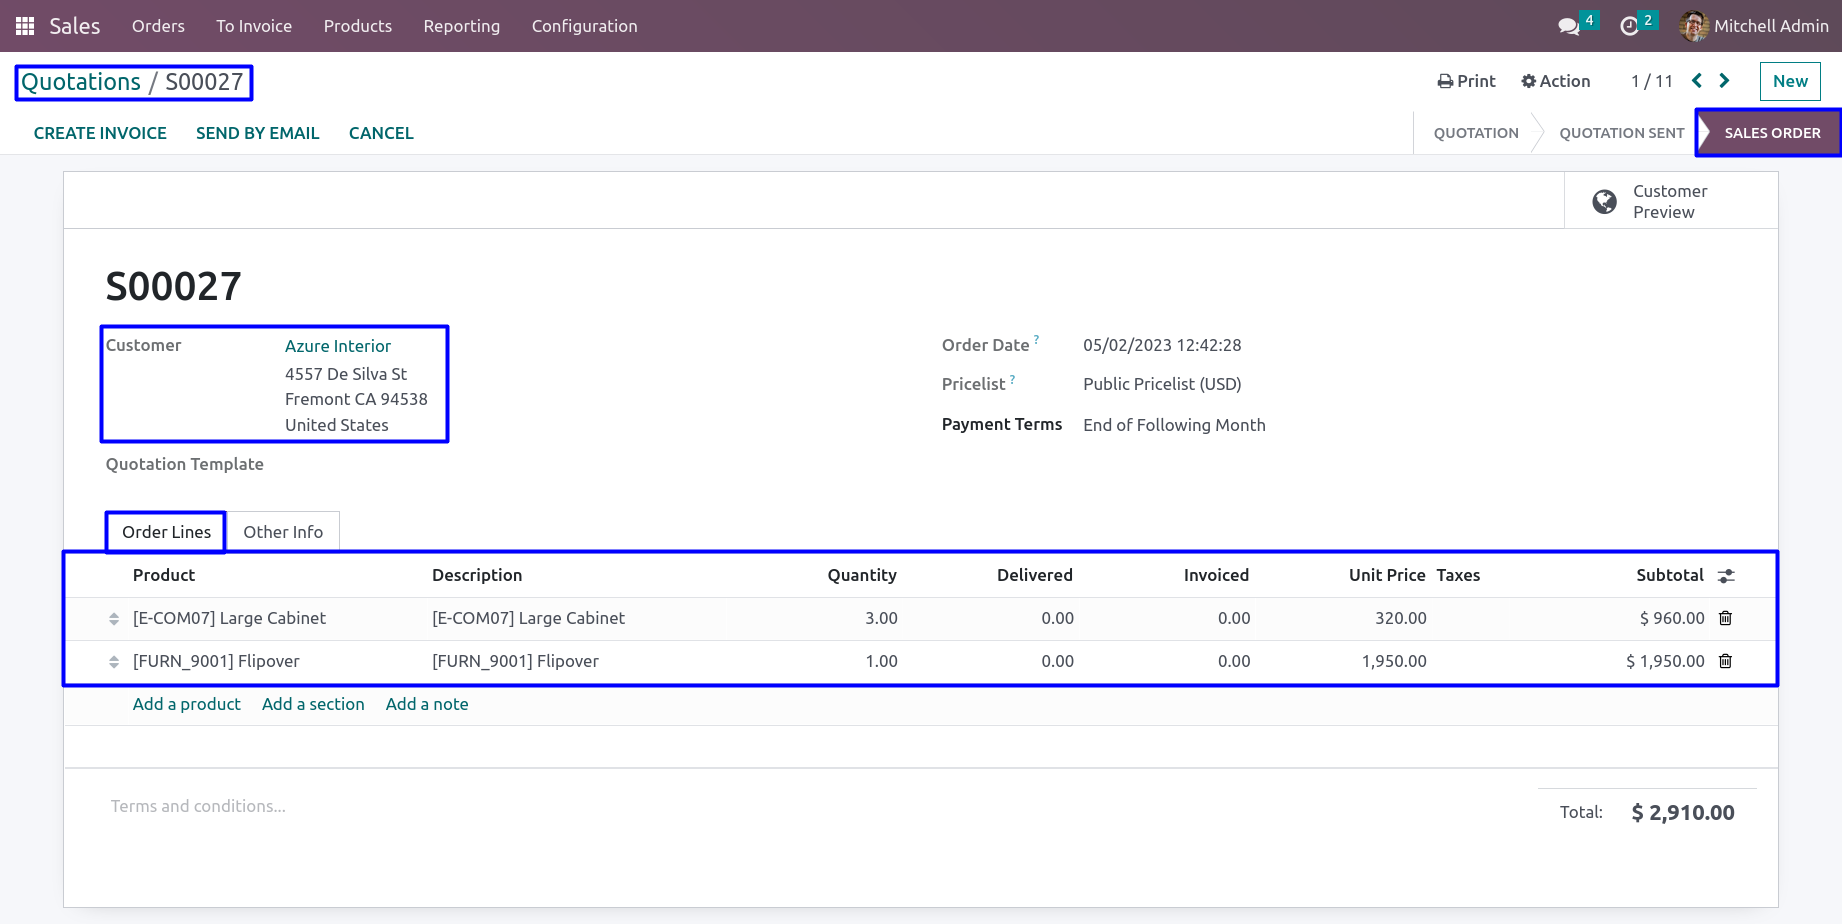 Sales Orders To Invoice Products Reporting Configuration 4 2 Mitchell Admin
Quotations / S00027 Print Action 1 / 11 New
CREATE INVOICE SEND BY EMAIL CANCEL QUOTATION QUOTATION SENT SALES ORDER
Customer
Preview
S00027
Customer Azure Interior Order Date ? 05/02/2023 12:42:28
4557 De Silva St
Pricelist ? Public Pricelist (USD)
Fremont CA 94538
United States Payment Terms End of Following Month
Quotation Template
Order Lines Other Info
Product Description Quantity Delivered Invoiced Unit Price Taxes Subtotal
[E-COM07] Large Cabinet [E-COM07] Large Cabinet 3.00 0.00 0.00 320.00 $ 960.00
[FURN_9001] Flipover [FURN_9001] Flipover 1.00 0.00 0.00 1,950.00 $ 1,950.00
Add a product Add a section Add a note
Terms and conditions... Total: $ 2,910.00